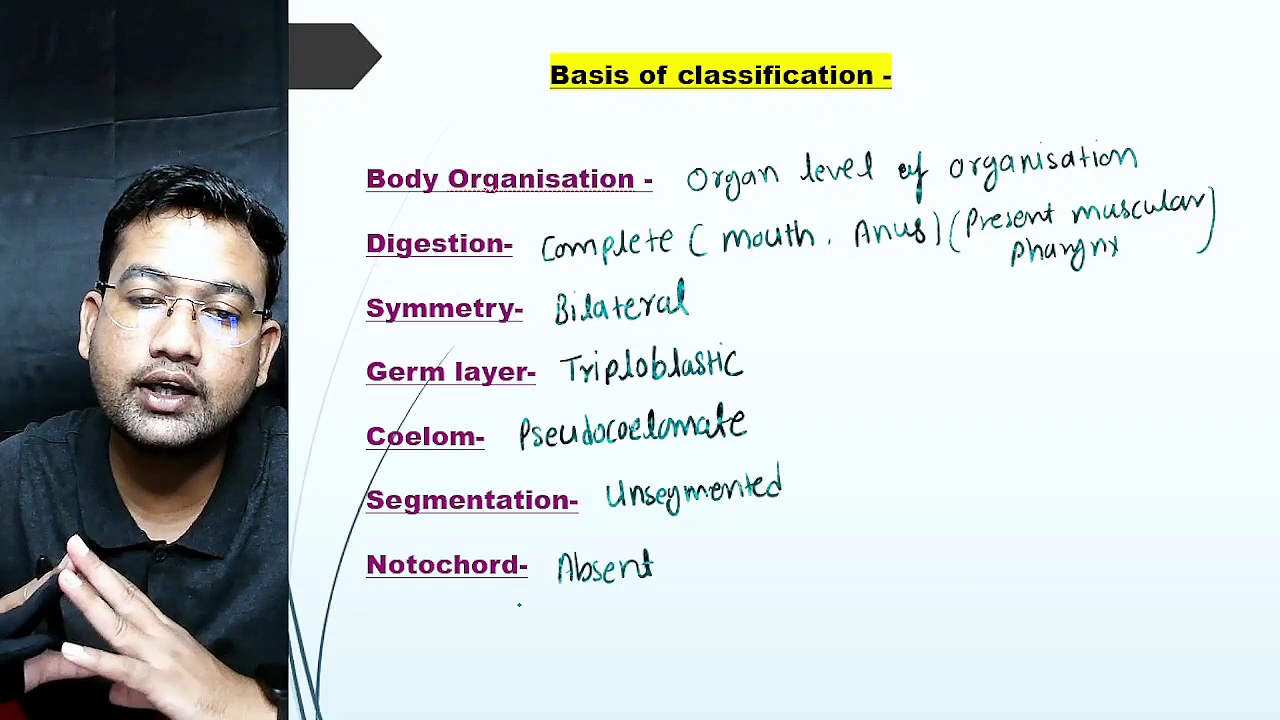 Basis of classification -
Body Organisation - Organ level of organisation
Digestion- Complete ( mouth, Anus) (Present muscular
Pharynx)
Symmetry- Bilateral
Germ layer- Triploblastic
Coelom- Pseudocoelomate
Segmentation- Unsegmented
Notochord- Absent